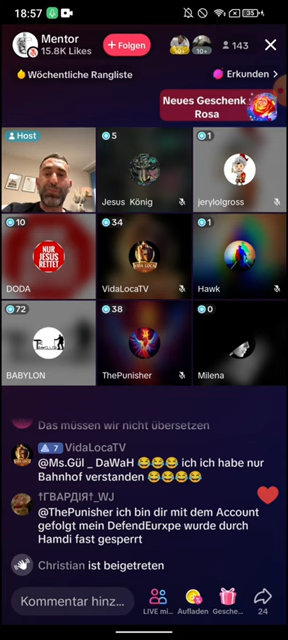 18:57
35
Mentor
15.8K Likes
+ Folgen
10+
143
Wöchentliche Rangliste
Erkunden >
Neues Geschenk
Rosa
Host
5
Jesus König
1
jerylolgross
10
NUR
JESUS
RETTET
DODA
34
VidaLocaTV
1
Hawk
72
BABYLON
38
ThePunisher
0
Milena
Das müssen wir nicht übersetzen
7 VidaLocaTV
@Ms.Gül _ DaWaH 😂😂😂 ich ich habe nur
Bahnhof verstanden 😂😂😂😂
†ГВАРДІЯ†_WJ
@ThePunisher ich bin dir mit dem Account
gefolgt mein DefendEurxpe wurde durch
Hamdi fast gesperrt
Christian ist beigetreten
Kommentar hinz...
LIVE mi...
Aufladen
Gesche...
24